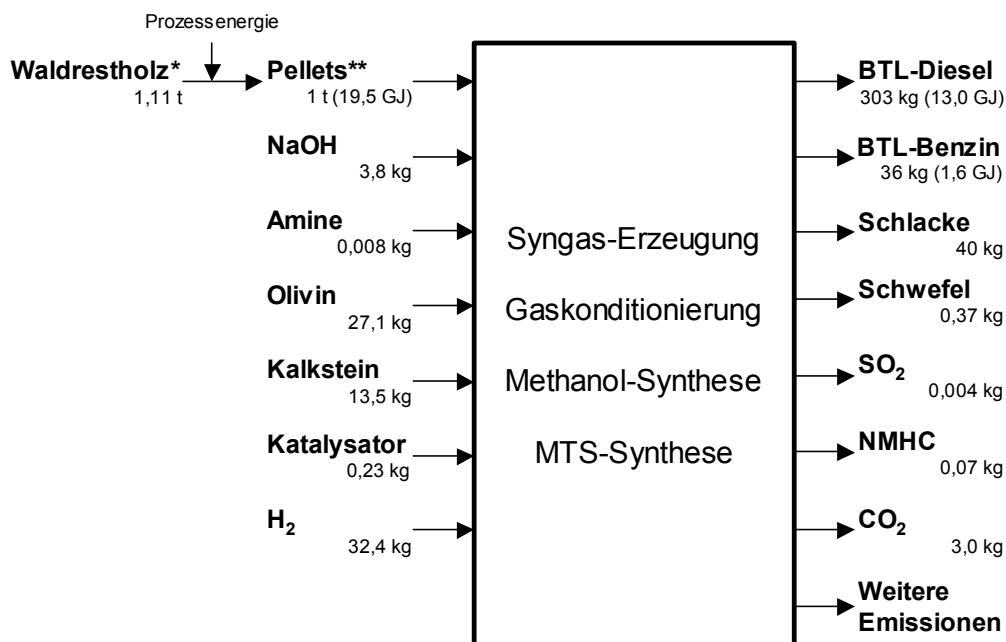 Prozessenergie
Waldrestholz*
1,11 t
Pellets**
1 t (19,5 GJ)
NaOH
3,8 kg
Amine
0,008 kg
Olivin
27,1 kg
Kalkstein
13,5 kg
Katalysator
0,23 kg
H₂
32,4 kg
Syngas-Erzeugung
Gaskonditionierung
Methanol-Synthese
MTS-Synthese
BTL-Diesel
303 kg (13,0 GJ)
BTL-Benzin
36 kg (1,6 GJ)
Schlacke
40 kg
Schwefel
0,37 kg
SO₂
0,004 kg
NMHC
0,07 kg
CO₂
3,0 kg
Weitere
Emissionen